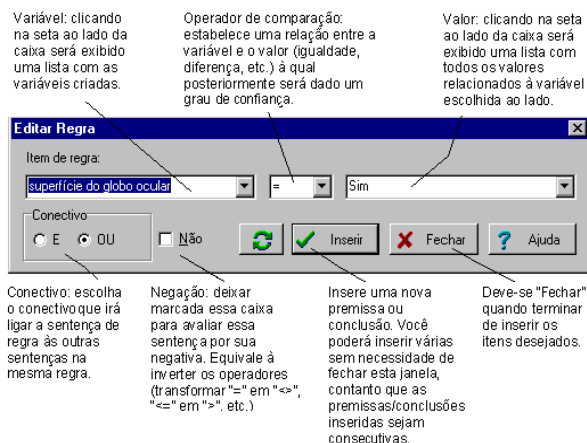 Variável: clicando
na seta ao lado da
caixa será exibido
uma lista com as
variáveis criadas.
Operador de comparação:
estabelece uma relação entre a
variável e o valor (igualdade,
diferença, etc.) à qual
posteriormente será dado um
grau de confiança.
Valor: clicando na seta
ao lado da caixa será
exibido uma lista com
todos os valores
relacionados à variável
escolhida ao lado.
Editar Regra
Item de regra:
superfície do globo ocular
=
Sim
Conectivo
E OU
Não
Inserir
Fechar
? Ajuda
Conectivo: escolha
o conectivo que irá
ligar a sentença de
regra às outras
sentenças na
mesma regra.
Negação: deixar
marcada essa caixa
para avaliar essa
sentença por sua
negativa. Equivale à
inverter os operadores
(transformar "=" em "<>",
"<=" em ">", etc.)
Insere uma nova
premissa ou
conclusão. Você
poderá inserir várias
sem necessidade de
fechar esta janela,
contanto que as
premissas/conclusões
inseridas sejam
consecutivas.
Deve-se "Fechar"
quando terminar
de inserir os
itens desejados.